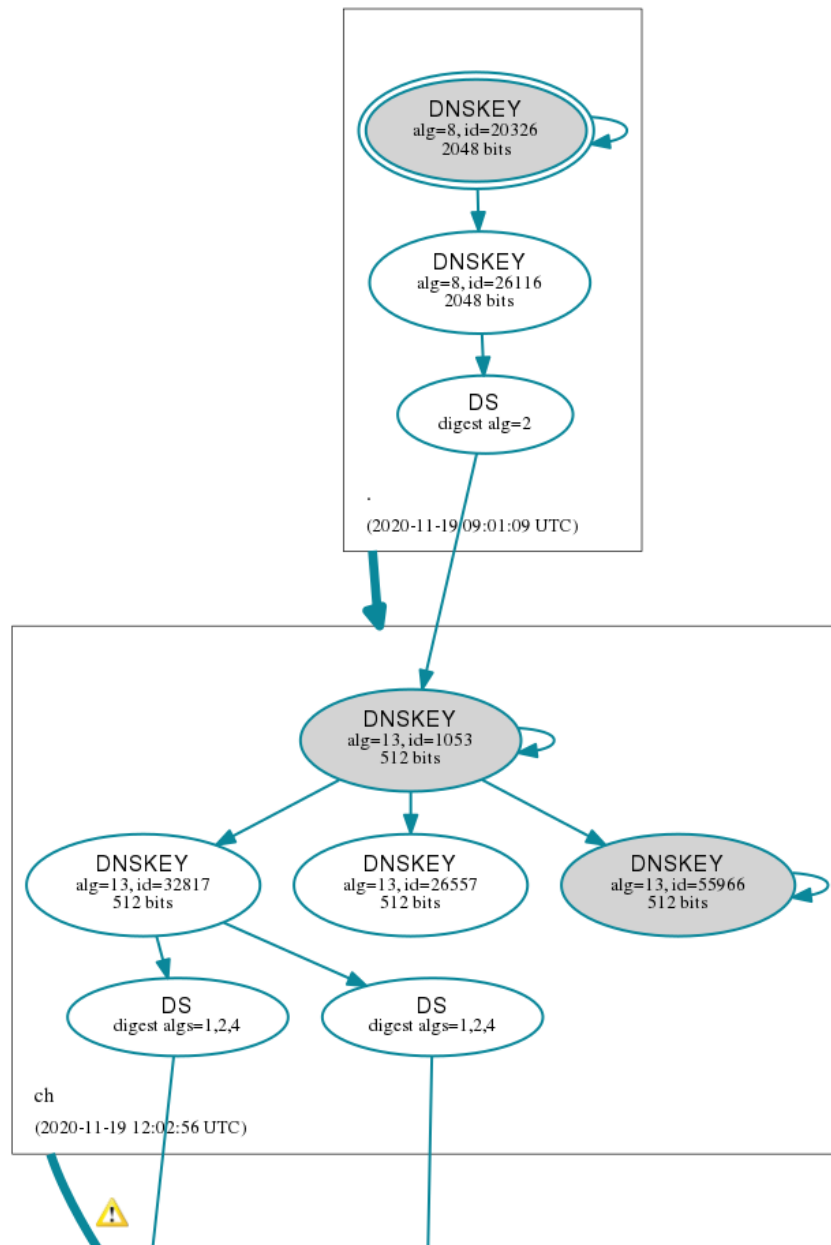 DNSKEY
alg=8, id=20326
2048 bits
DNSKEY
alg=8, id=26116
2048 bits
DS
digest alg=2
.
(2020-11-19 09:01:09 UTC)
DNSKEY
alg=13, id=1053
512 bits
DNSKEY
alg=13, id=32817
512 bits
DNSKEY
alg=13, id=26557
512 bits
DNSKEY
alg=13, id=55966
512 bits
DS
digest algs=1,2,4
DS
digest algs=1,2,4
ch
(2020-11-19 12:02:56 UTC)